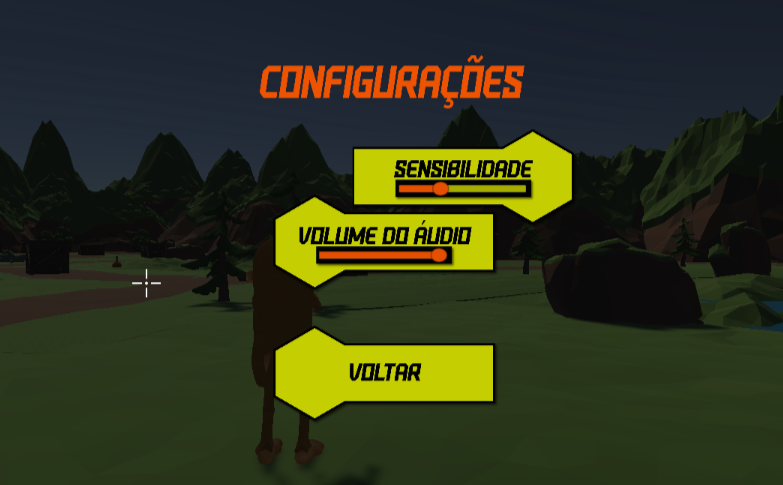 CONFIGURAÇÕES
SENSIBILIDADE
VOLUME DO ÁUDIO
VOLTAR